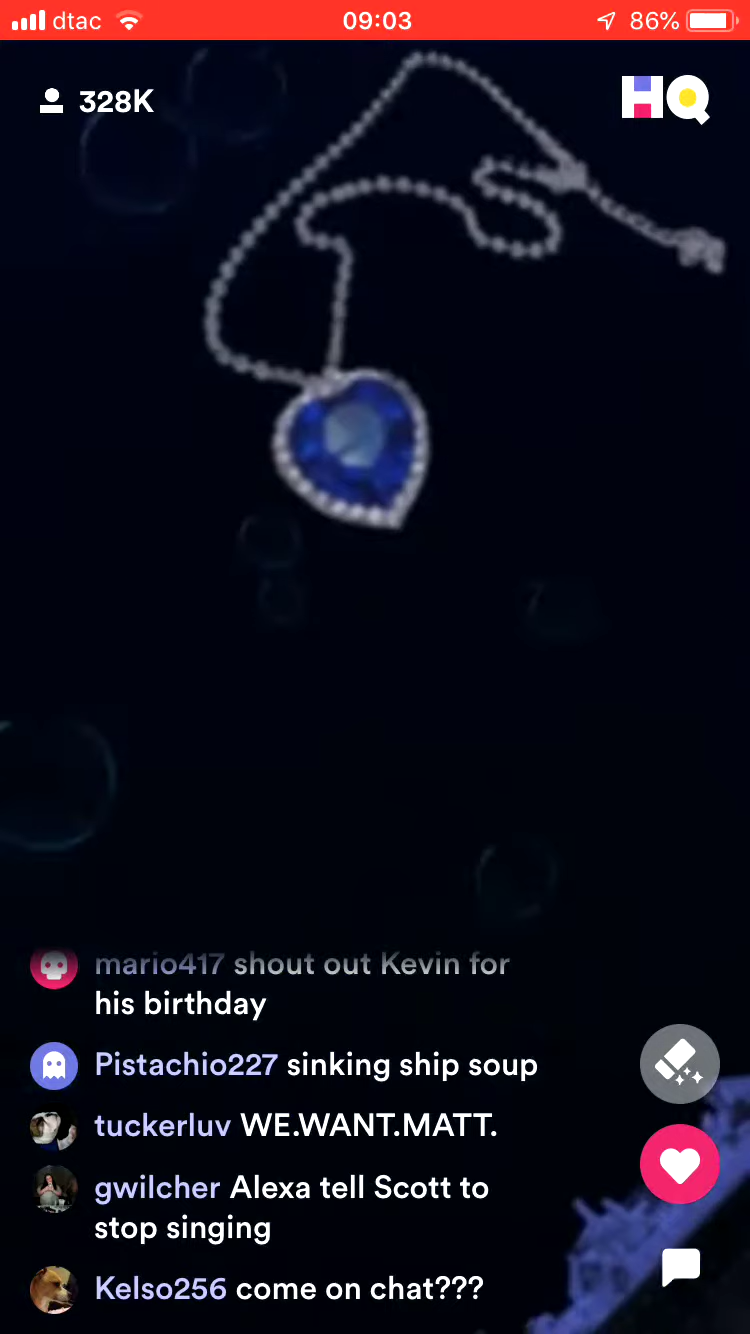 dtac 09:03 86%
328K HQ
mario417 shout out Kevin for
his birthday
Pistachio227 sinking ship soup
tuckerluv WE.WANT.MATT.
gwilcher Alexa tell Scott to
stop singing
Kelso256 come on chat???